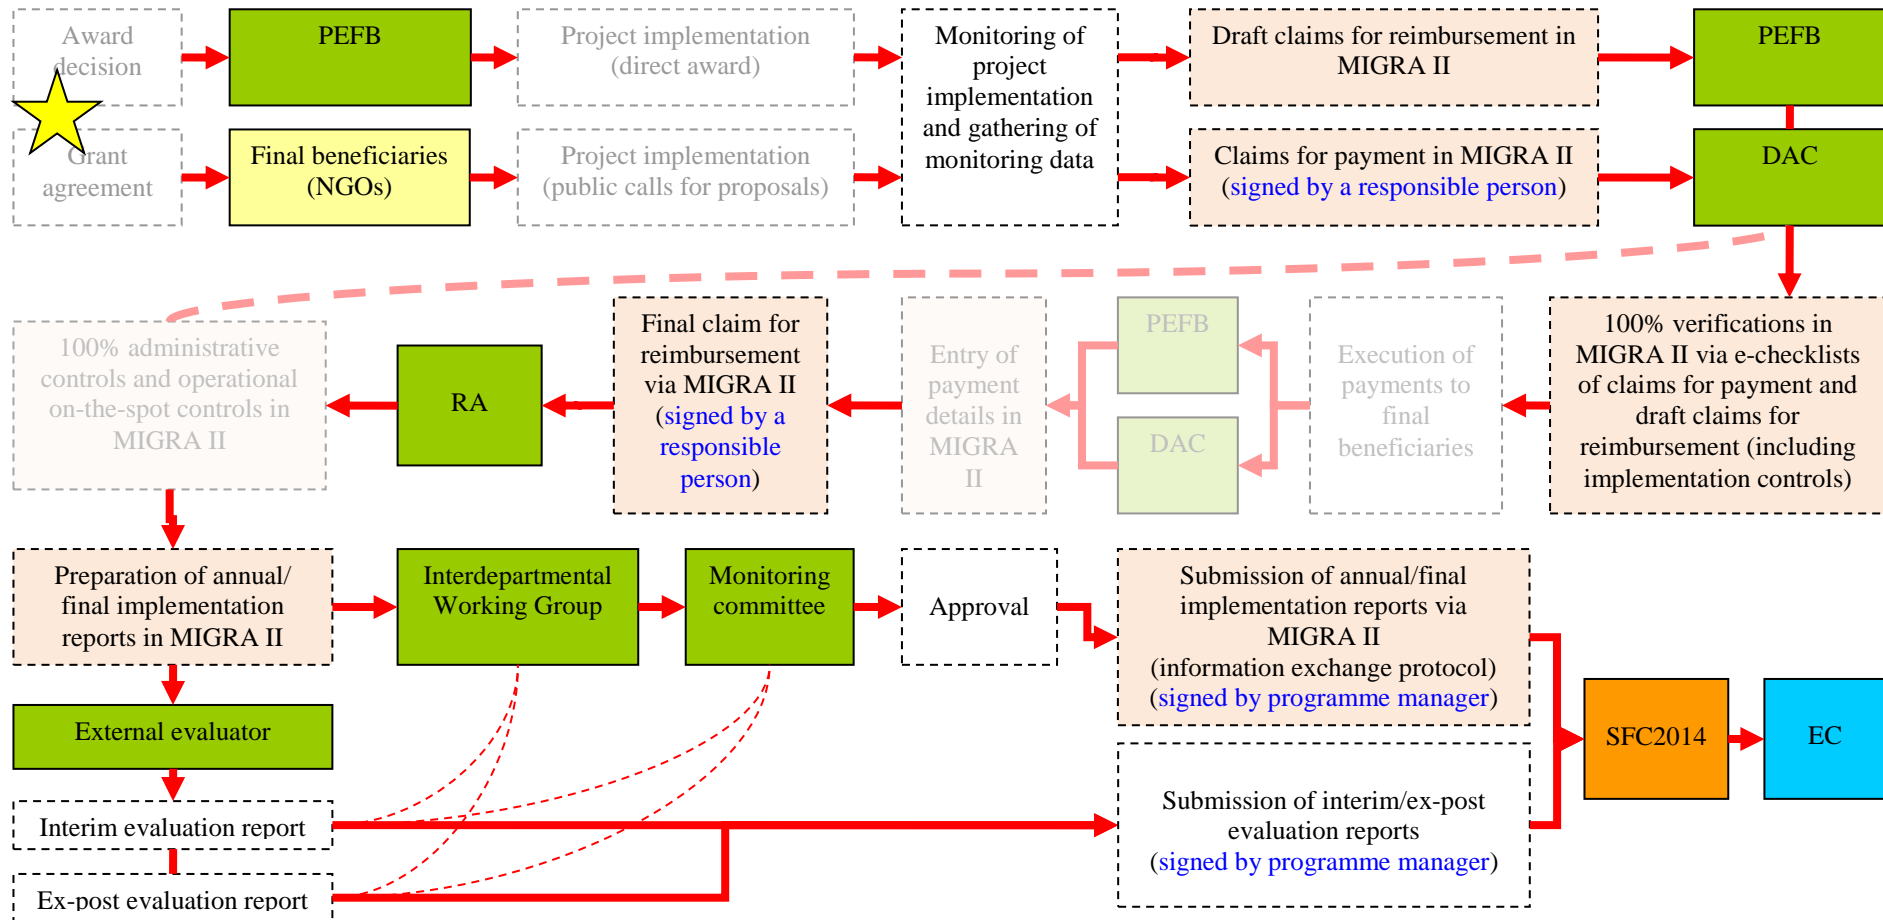 Award
decision
PEFB
Project implementation
(direct award)
Monitoring of
project
implementation
and gathering of
monitoring data
Draft claims for reimbursement in
MIGRA II
PEFB
Grant
agreement
Final beneficiaries
(NGOs)
Project implementation
(public calls for proposals)
Claims for payment in MIGRA II
(signed by a responsible person)
DAC
100% administrative
controls and operational
on-the-spot controls in
MIGRA II
RA
Final claim for
reimbursement
via MIGRA II
(signed by a
responsible
person)
Entry of
payment
details in
MIGRA
II
PEFB
DAC
Execution of
payments to
final
beneficiaries
100% verifications in
MIGRA II via e-checklists
of claims for payment and
draft claims for
reimbursement (including
implementation controls)
Preparation of annual/
final implementation
reports in MIGRA II
Interdepartmental
Working Group
Monitoring
committee
Approval
Submission of annual/final
implementation reports via
MIGRA II
(information exchange protocol)
(signed by programme manager)
External evaluator
SFC2014
EC
Interim evaluation report
Submission of interim/ex-post
evaluation reports
(signed by programme manager)
Ex-post evaluation report